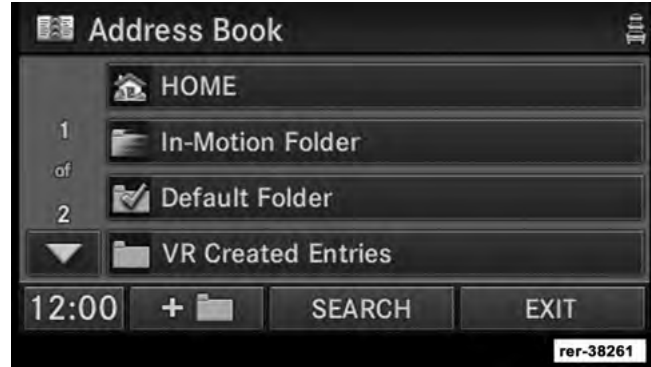 Address Book
HOME
1
of
2
In-Motion Folder
Default Folder
VR Created Entries
12:00
+
SEARCH
EXIT
rer-38261